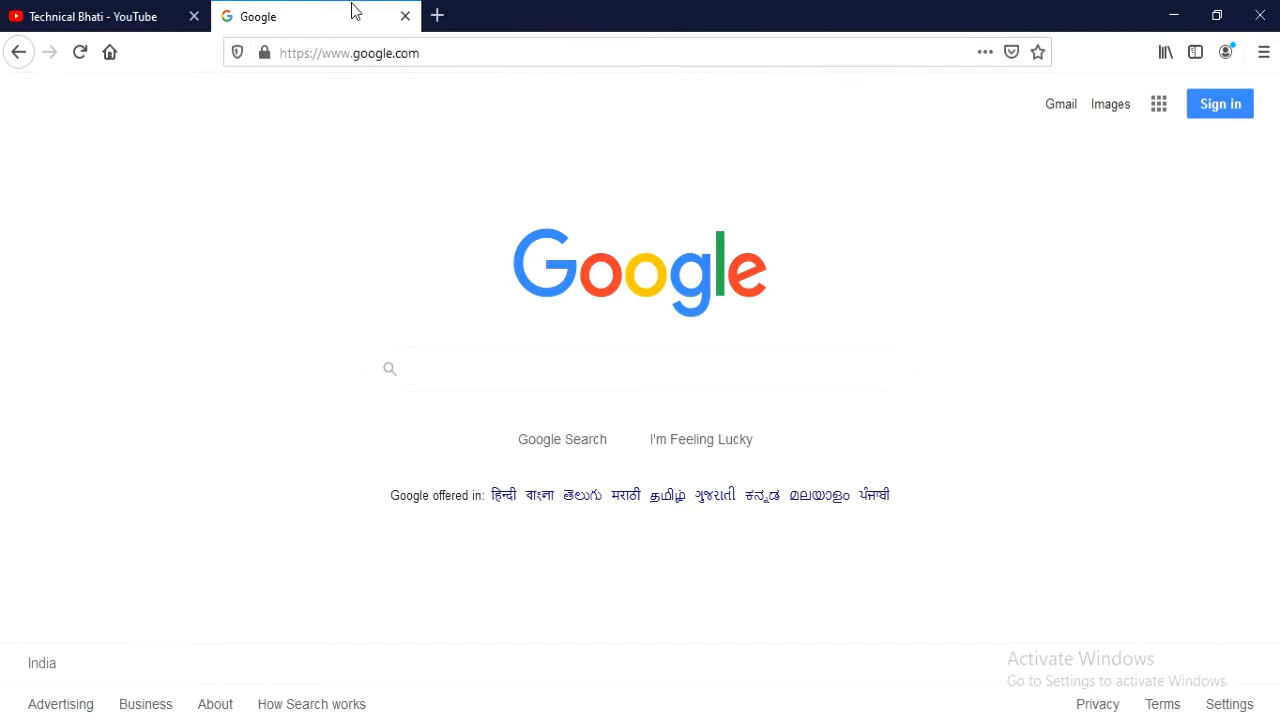 Technical Bhati - YouTube
Google
https://www.google.com
Gmail Images Sign in
Google
Google Search I'm Feeling Lucky
Google offered in: हिन्दी বাংলা తెలుగు मराठी தமிழ் ગુજરાતી ಕನ್ನಡ മലയാളം ਪੰਜਾਬੀ
India
Activate Windows
Go to Settings to activate Windows.
Advertising Business About How Search works Privacy Terms Settings